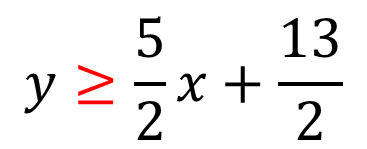 y ≥ 5/2 x + 13/2